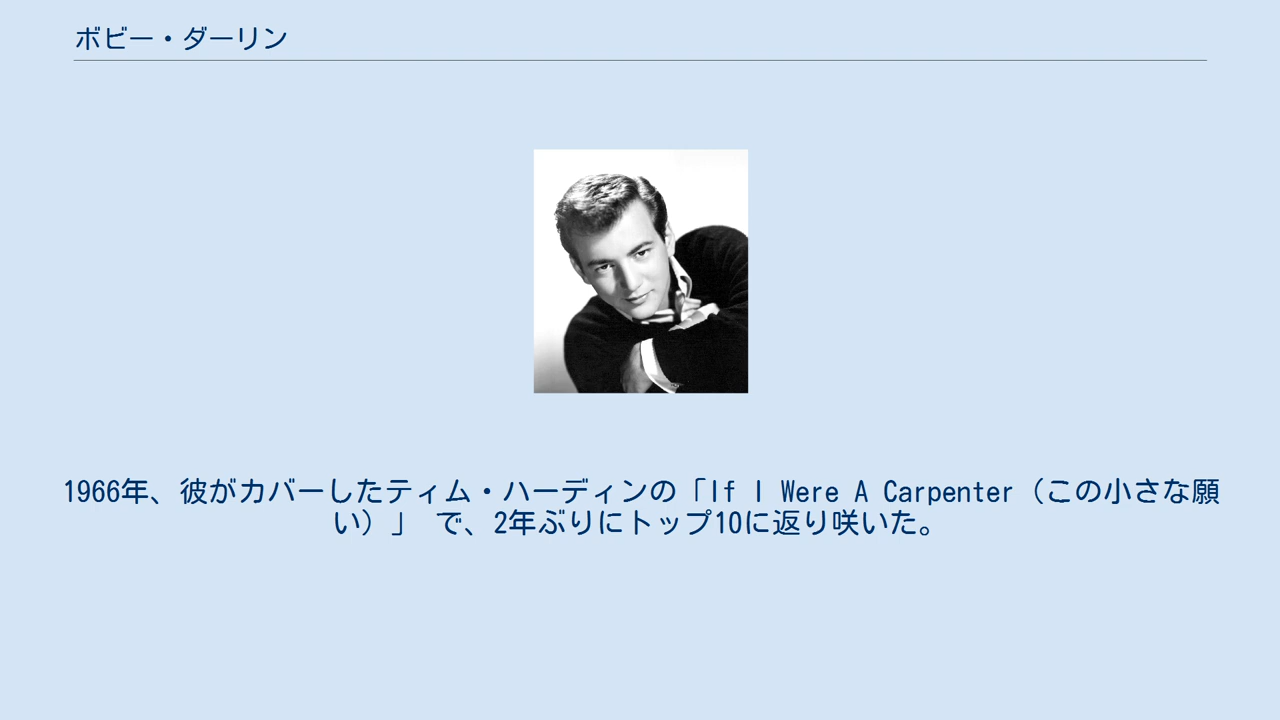 ボビー・ダーリン
1966年、彼がカバーしたティム・ハーディンの「If I Were A Carpenter（この小さな願
い）」 で、2年ぶりにトップ10に返り咲いた。